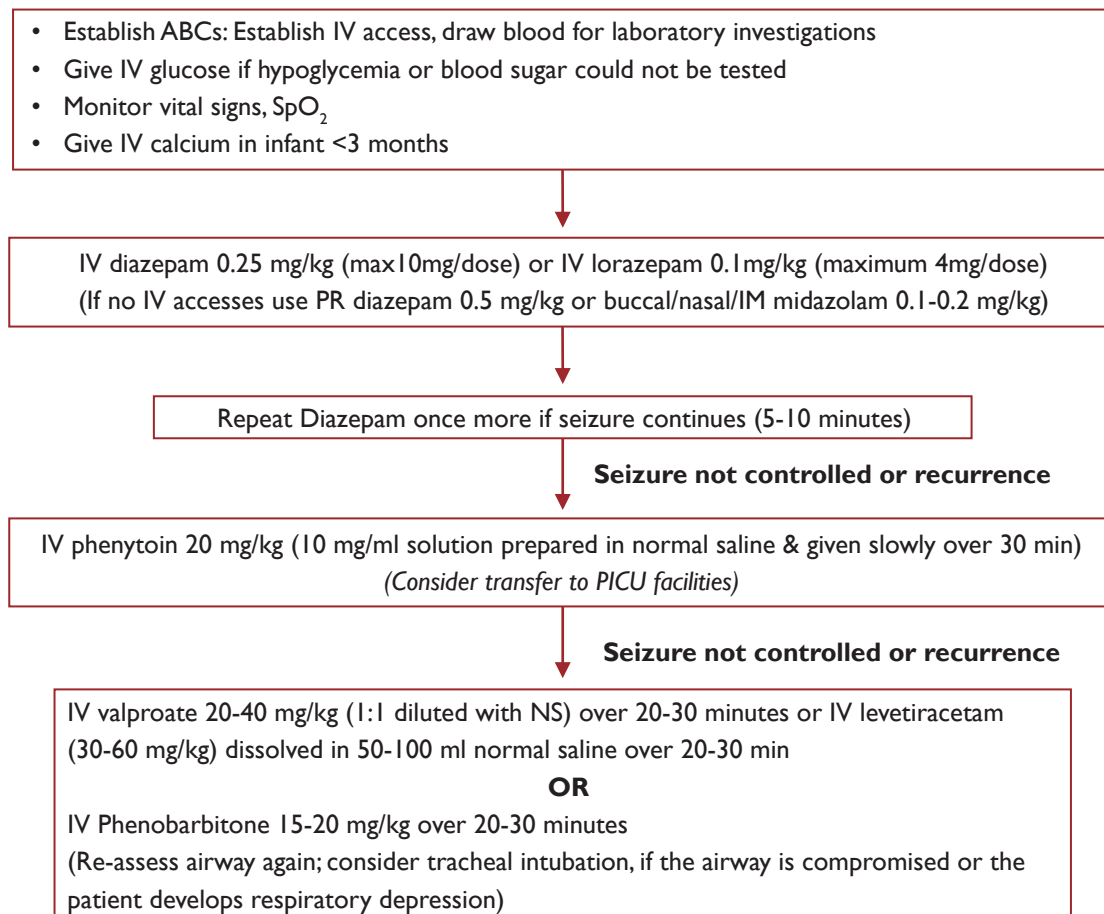 • Establish ABCs: Establish IV access, draw blood for laboratory investigations
• Give IV glucose if hypoglycemia or blood sugar could not be tested
• Monitor vital signs, SpO₂
• Give IV calcium in infant <3 months
IV diazepam 0.25 mg/kg (max10mg/dose) or IV lorazepam 0.1mg/kg (maximum 4mg/dose)
(If no IV accesses use PR diazepam 0.5 mg/kg or buccal/nasal/IM midazolam 0.1-0.2 mg/kg)
Repeat Diazepam once more if seizure continues (5-10 minutes)
Seizure not controlled or recurrence
IV phenytoin 20 mg/kg (10 mg/ml solution prepared in normal saline & given slowly over 30 min)
(Consider transfer to PICU facilities)
Seizure not controlled or recurrence
IV valproate 20-40 mg/kg (1:1 diluted with NS) over 20-30 minutes or IV levetiracetam
(30-60 mg/kg) dissolved in 50-100 ml normal saline over 20-30 min
OR
IV Phenobarbitone 15-20 mg/kg over 20-30 minutes
(Re-assess airway again; consider tracheal intubation, if the airway is compromised or the
patient develops respiratory depression)